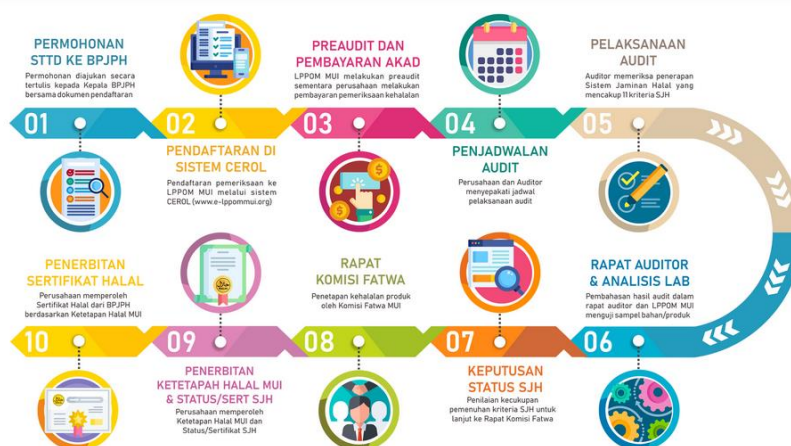 PERMOHONAN
STTD KE BPJPH
Permohonan diajukan secara
tertulis kepada Kepala BPJPH
bersama dokumen pendaftaran
01
02
PENDAFTARAN DI
SISTEM CEROL
Pendaftaran pemeriksaan ke
LPPOM MUI melalui sistem
CEROL (www.e-lppommui.org)
PREAUDIT DAN
PEMBAYARAN AKAD
LPPOM MUI melakukan preaudit
sementara perusahaan melakukan
pembayaran pemeriksaan kehalalan
03
04
PENJADWALAN
AUDIT
Perusahaan dan Auditor
menyepakati jadwal
pelaksanaan audit
PELAKSANAAN
AUDIT
Auditor memeriksa penerapan
Sistem Jaminan Halal yang
mencakup 11 kriteria SJH
05
RAPAT AUDITOR
& ANALISIS LAB
Pembahasan hasil audit dalam
rapat auditor dan LPPOM MUI
menguji sampel bahan/produk
06
07
KEPUTUSAN
STATUS SJH
Penilaian kecukupan
pemenuhan kriteria SJH untuk
lanjut ke Rapat Komisi Fatwa
RAPAT
KOMISI FATWA
Penetapan kehalalan produk
oleh Komisi Fatwa MUI
08
09
PENERBITAN
KETETAPAH HALAL MUI
& STATUS/SERT SJH
Perusahaan memperoleh
Ketetapan Halal MUI dan
Status/Sertifikat SJH
PENERBITAN
SERTIFIKAT HALAL
Perusahaan memperoleh
Sertifikat Halal dari BPJPH
berdasarkan Ketetapan Halal MUI
10